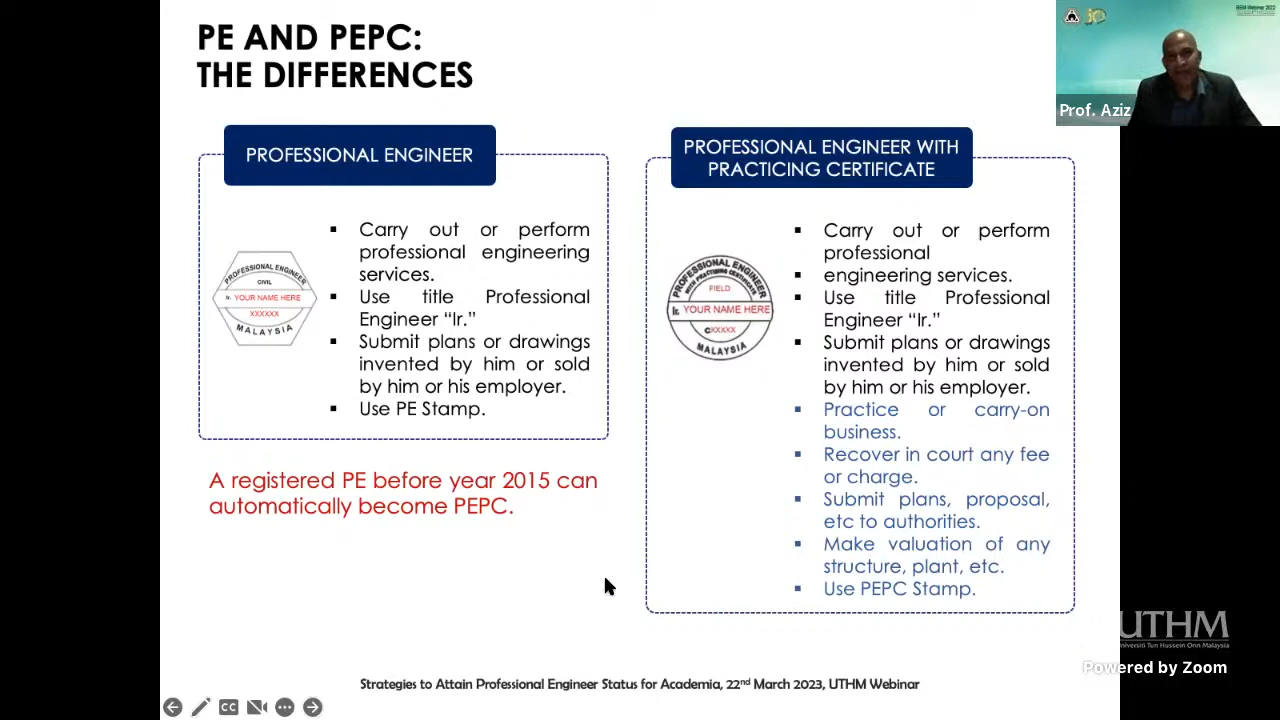 PE AND PEPC:
THE DIFFERENCES
PROFESSIONAL ENGINEER
PROFESSIONAL ENGINEER
CIVIL
Ir. YOUR NAME HERE
XXXXXX
MALAYSIA
▪ Carry out or perform
professional engineering
services.
▪ Use title Professional
Engineer “Ir.”
▪ Submit plans or drawings
invented by him or sold
by him or his employer.
▪ Use PE Stamp.
A registered PE before year 2015 can
automatically become PEPC.
PROFESSIONAL ENGINEER WITH
PRACTICING CERTIFICATE
PROFESSIONAL ENGINEER
WITH PRACTISING CERTIFICATE
FIELD
Ir. YOUR NAME HERE
CXXXXX
MALAYSIA
▪ Carry out or perform
professional
▪ engineering services.
▪ Use title Professional
Engineer “Ir.”
▪ Submit plans or drawings
invented by him or sold
by him or his employer.
▪ Practice or carry-on
business.
▪ Recover in court any fee
or charge.
▪ Submit plans, proposal,
etc to authorities.
▪ Make valuation of any
structure, plant, etc.
▪ Use PEPC Stamp.
Strategies to Attain Professional Engineer Status for Academia, 22nd March 2023, UTHM Webinar
CC
BEM Webinar 2022
Prof. Aziz
UTHM
Universiti Tun Hussein Onn Malaysia
Powered by Zoom